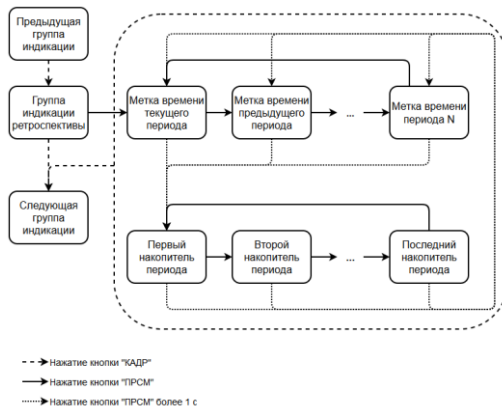 Предыдущая
группа
индикации
Группа
индикации
ретроспективы
Метка времени
текущего
периода
Метка времени
предыдущего
периода
...
Метка времени
периода N
Следующая
группа
индикации
Первый
накопитель
периода
Второй
накопитель
периода
...
Последний
накопитель
периода
Нажатие кнопки "КАДР"
Нажатие кнопки "ПРСМ"
Нажатие кнопки "ПРСМ" более 1 с